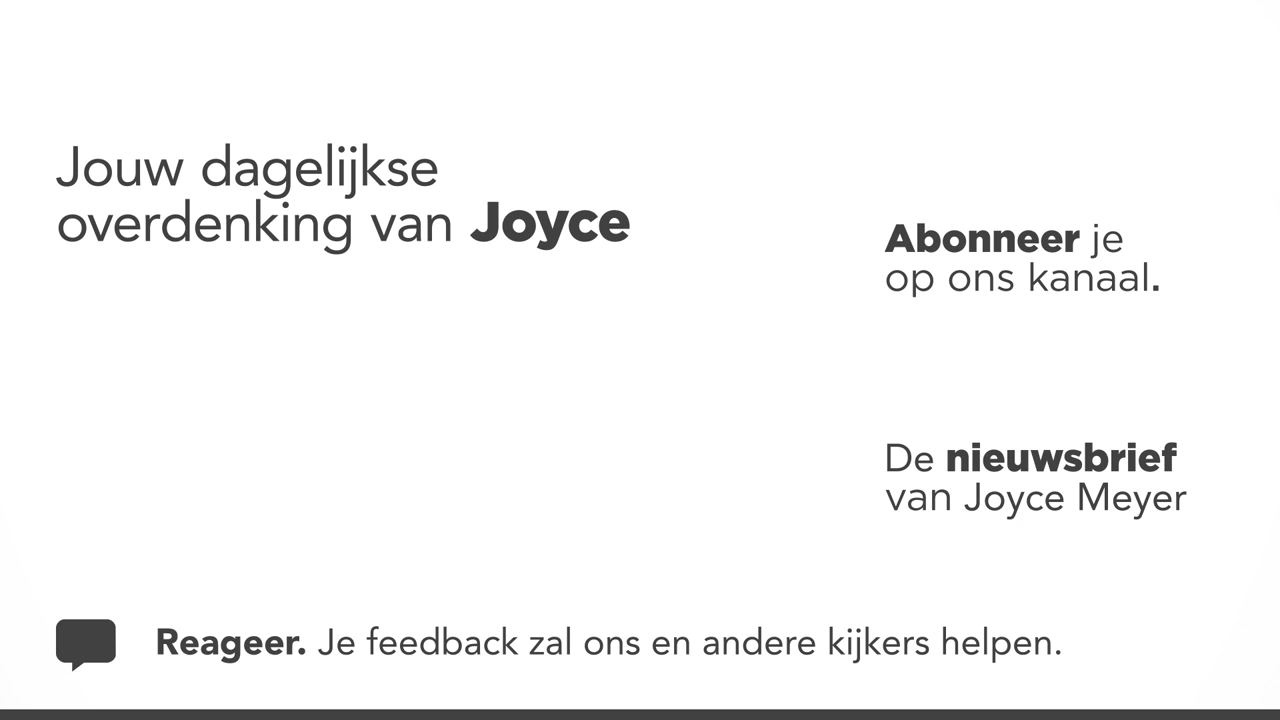 Jouw dagelijkse
overdenking van Joyce
Abonneer je
op ons kanaal.
De nieuwsbrief
van Joyce Meyer
Reageer. Je feedback zal ons en andere kijkers helpen.